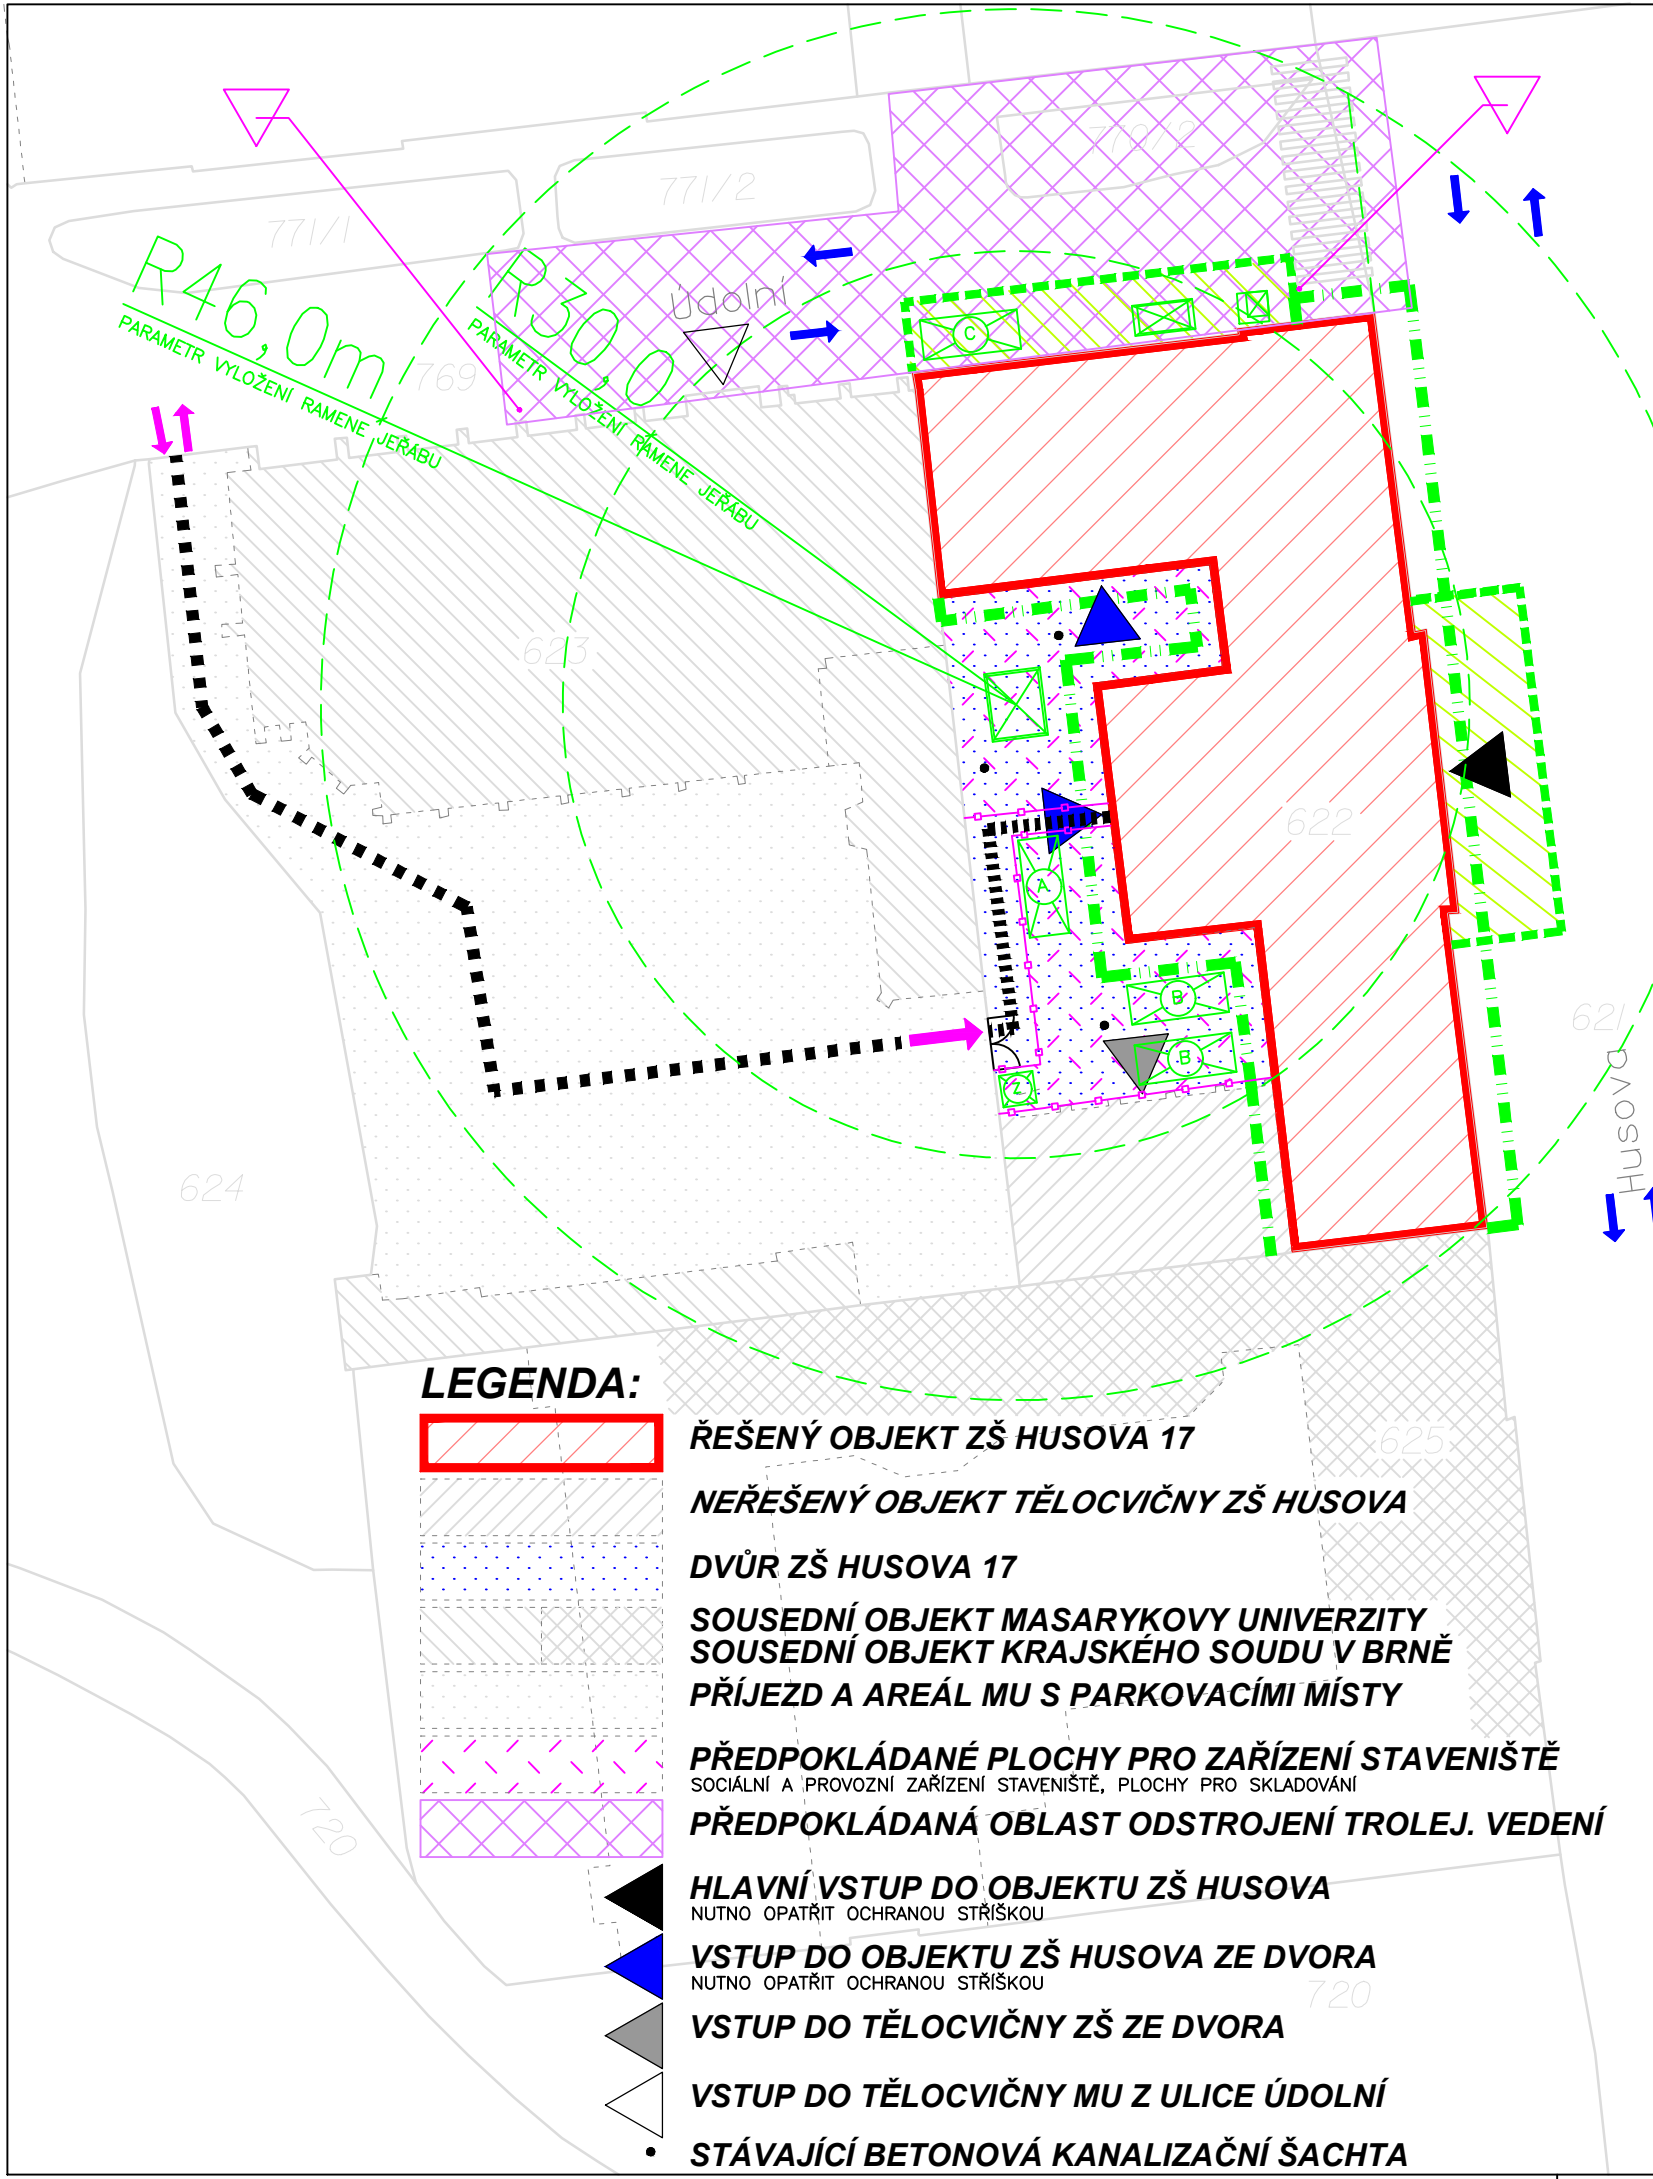 770/2
771/2
771/1
R46,0m
PARAMETR VYLOŽENÍ RAMENE JEŘÁBU
R30,0
PARAMETR VYLOŽENÍ RAMENE JEŘÁBU
Údolní
769
C
623
622
A
B
B
Z
621
Husova
624
LEGENDA:
ŘEŠENÝ OBJEKT ZŠ HUSOVA 17
625
NEŘEŠENÝ OBJEKT TĚLOCVIČNY ZŠ HUSOVA
DVŮR ZŠ HUSOVA 17
SOUSEDNÍ OBJEKT MASARYKOVY UNIVERZITY
SOUSEDNÍ OBJEKT KRAJSKÉHO SOUDU V BRNĚ
PŘÍJEZD A AREÁL MU S PARKOVACÍMI MÍSTY
PŘEDPOKLÁDANÉ PLOCHY PRO ZAŘÍZENÍ STAVENIŠTĚ
SOCIÁLNÍ A PROVOZNÍ ZAŘÍZENÍ STAVENIŠTĚ, PLOCHY PRO SKLADOVÁNÍ
PŘEDPOKLÁDANÁ OBLAST ODSTROJENÍ TROLEJ. VEDENÍ
720
HLAVNÍ VSTUP DO OBJEKTU ZŠ HUSOVA
NUTNO OPATŘIT OCHRANOU STŘÍŠKOU
VSTUP DO OBJEKTU ZŠ HUSOVA ZE DVORA
NUTNO OPATŘIT OCHRANOU STŘÍŠKOU
720
VSTUP DO TĚLOCVIČNY ZŠ ZE DVORA
VSTUP DO TĚLOCVIČNY MU Z ULICE ÚDOLNÍ
STÁVAJÍCÍ BETONOVÁ KANALIZAČNÍ ŠACHTA